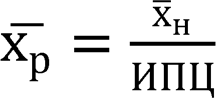 x̅ₚ = x̅ₙ / ИПЦ